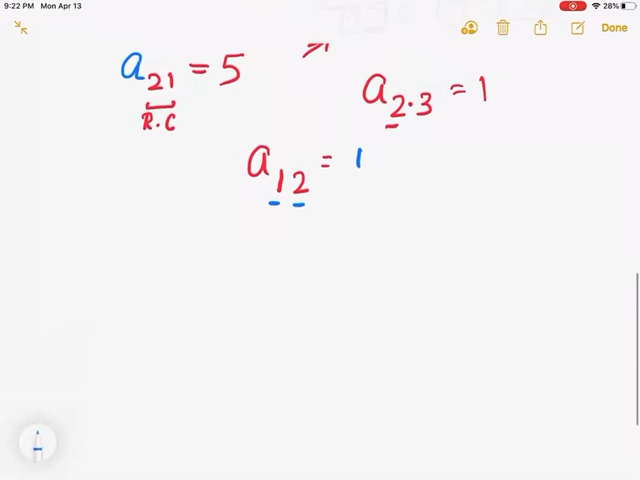 9:22 PM Mon Apr 13 28%
Done
a21 = 5
R.C
a2.3 = 1
a12 = 1